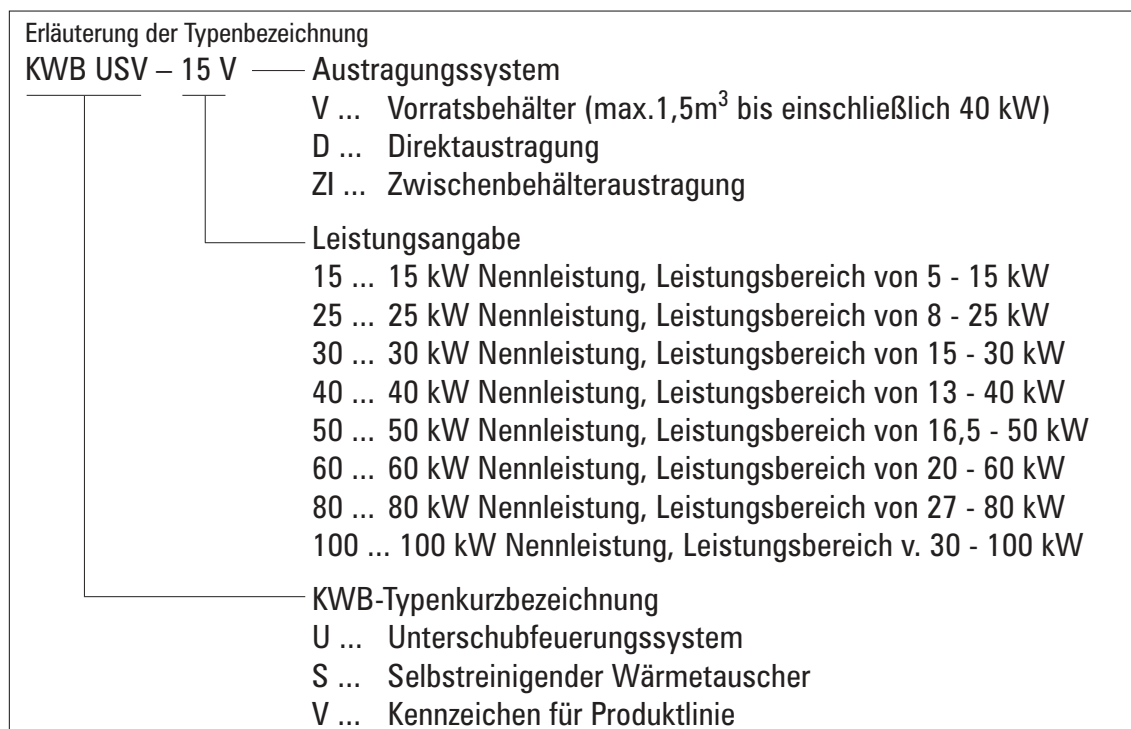 Erläuterung der Typenbezeichnung
KWB USV – 15 V Austragungssystem
V ... Vorratsbehälter (max.1,5m³ bis einschließlich 40 kW)
D ... Direktaustragung
ZI ... Zwischenbehälteraustragung
Leistungsangabe
15 ... 15 kW Nennleistung, Leistungsbereich von 5 - 15 kW
25 ... 25 kW Nennleistung, Leistungsbereich von 8 - 25 kW
30 ... 30 kW Nennleistung, Leistungsbereich von 15 - 30 kW
40 ... 40 kW Nennleistung, Leistungsbereich von 13 - 40 kW
50 ... 50 kW Nennleistung, Leistungsbereich von 16,5 - 50 kW
60 ... 60 kW Nennleistung, Leistungsbereich von 20 - 60 kW
80 ... 80 kW Nennleistung, Leistungsbereich von 27 - 80 kW
100 ... 100 kW Nennleistung, Leistungsbereich v. 30 - 100 kW
KWB-Typenkurzbezeichnung
U ... Unterschubfeuerungssystem
S ... Selbstreinigender Wärmetauscher
V ... Kennzeichen für Produktlinie